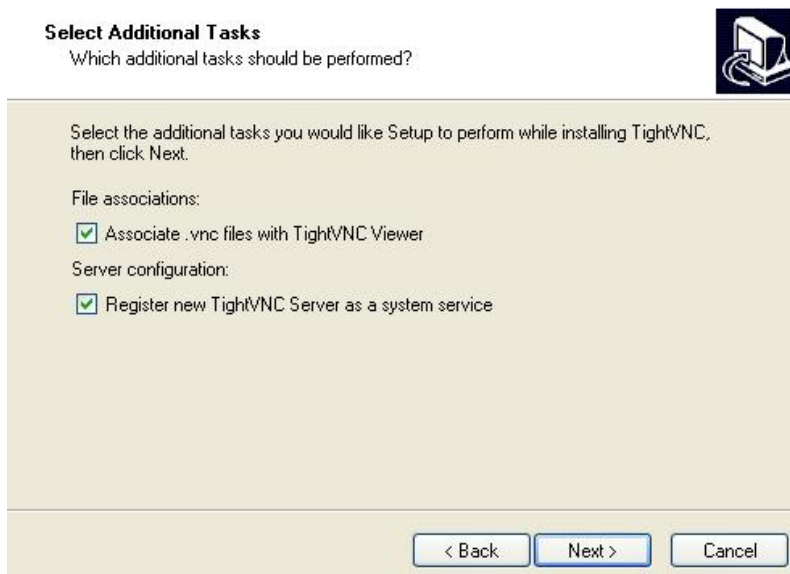 Select Additional Tasks
Which additional tasks should be performed?
Select the additional tasks you would like Setup to perform while installing TightVNC,
then click Next.
File associations:
Associate .vnc files with TightVNC Viewer
Server configuration:
Register new TightVNC Server as a system service
< Back
Next >
Cancel